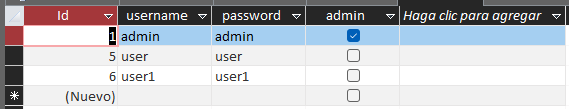 Id username password admin Haga clic para agregar
1 admin admin
5 user user
6 user1 user1
(Nuevo)